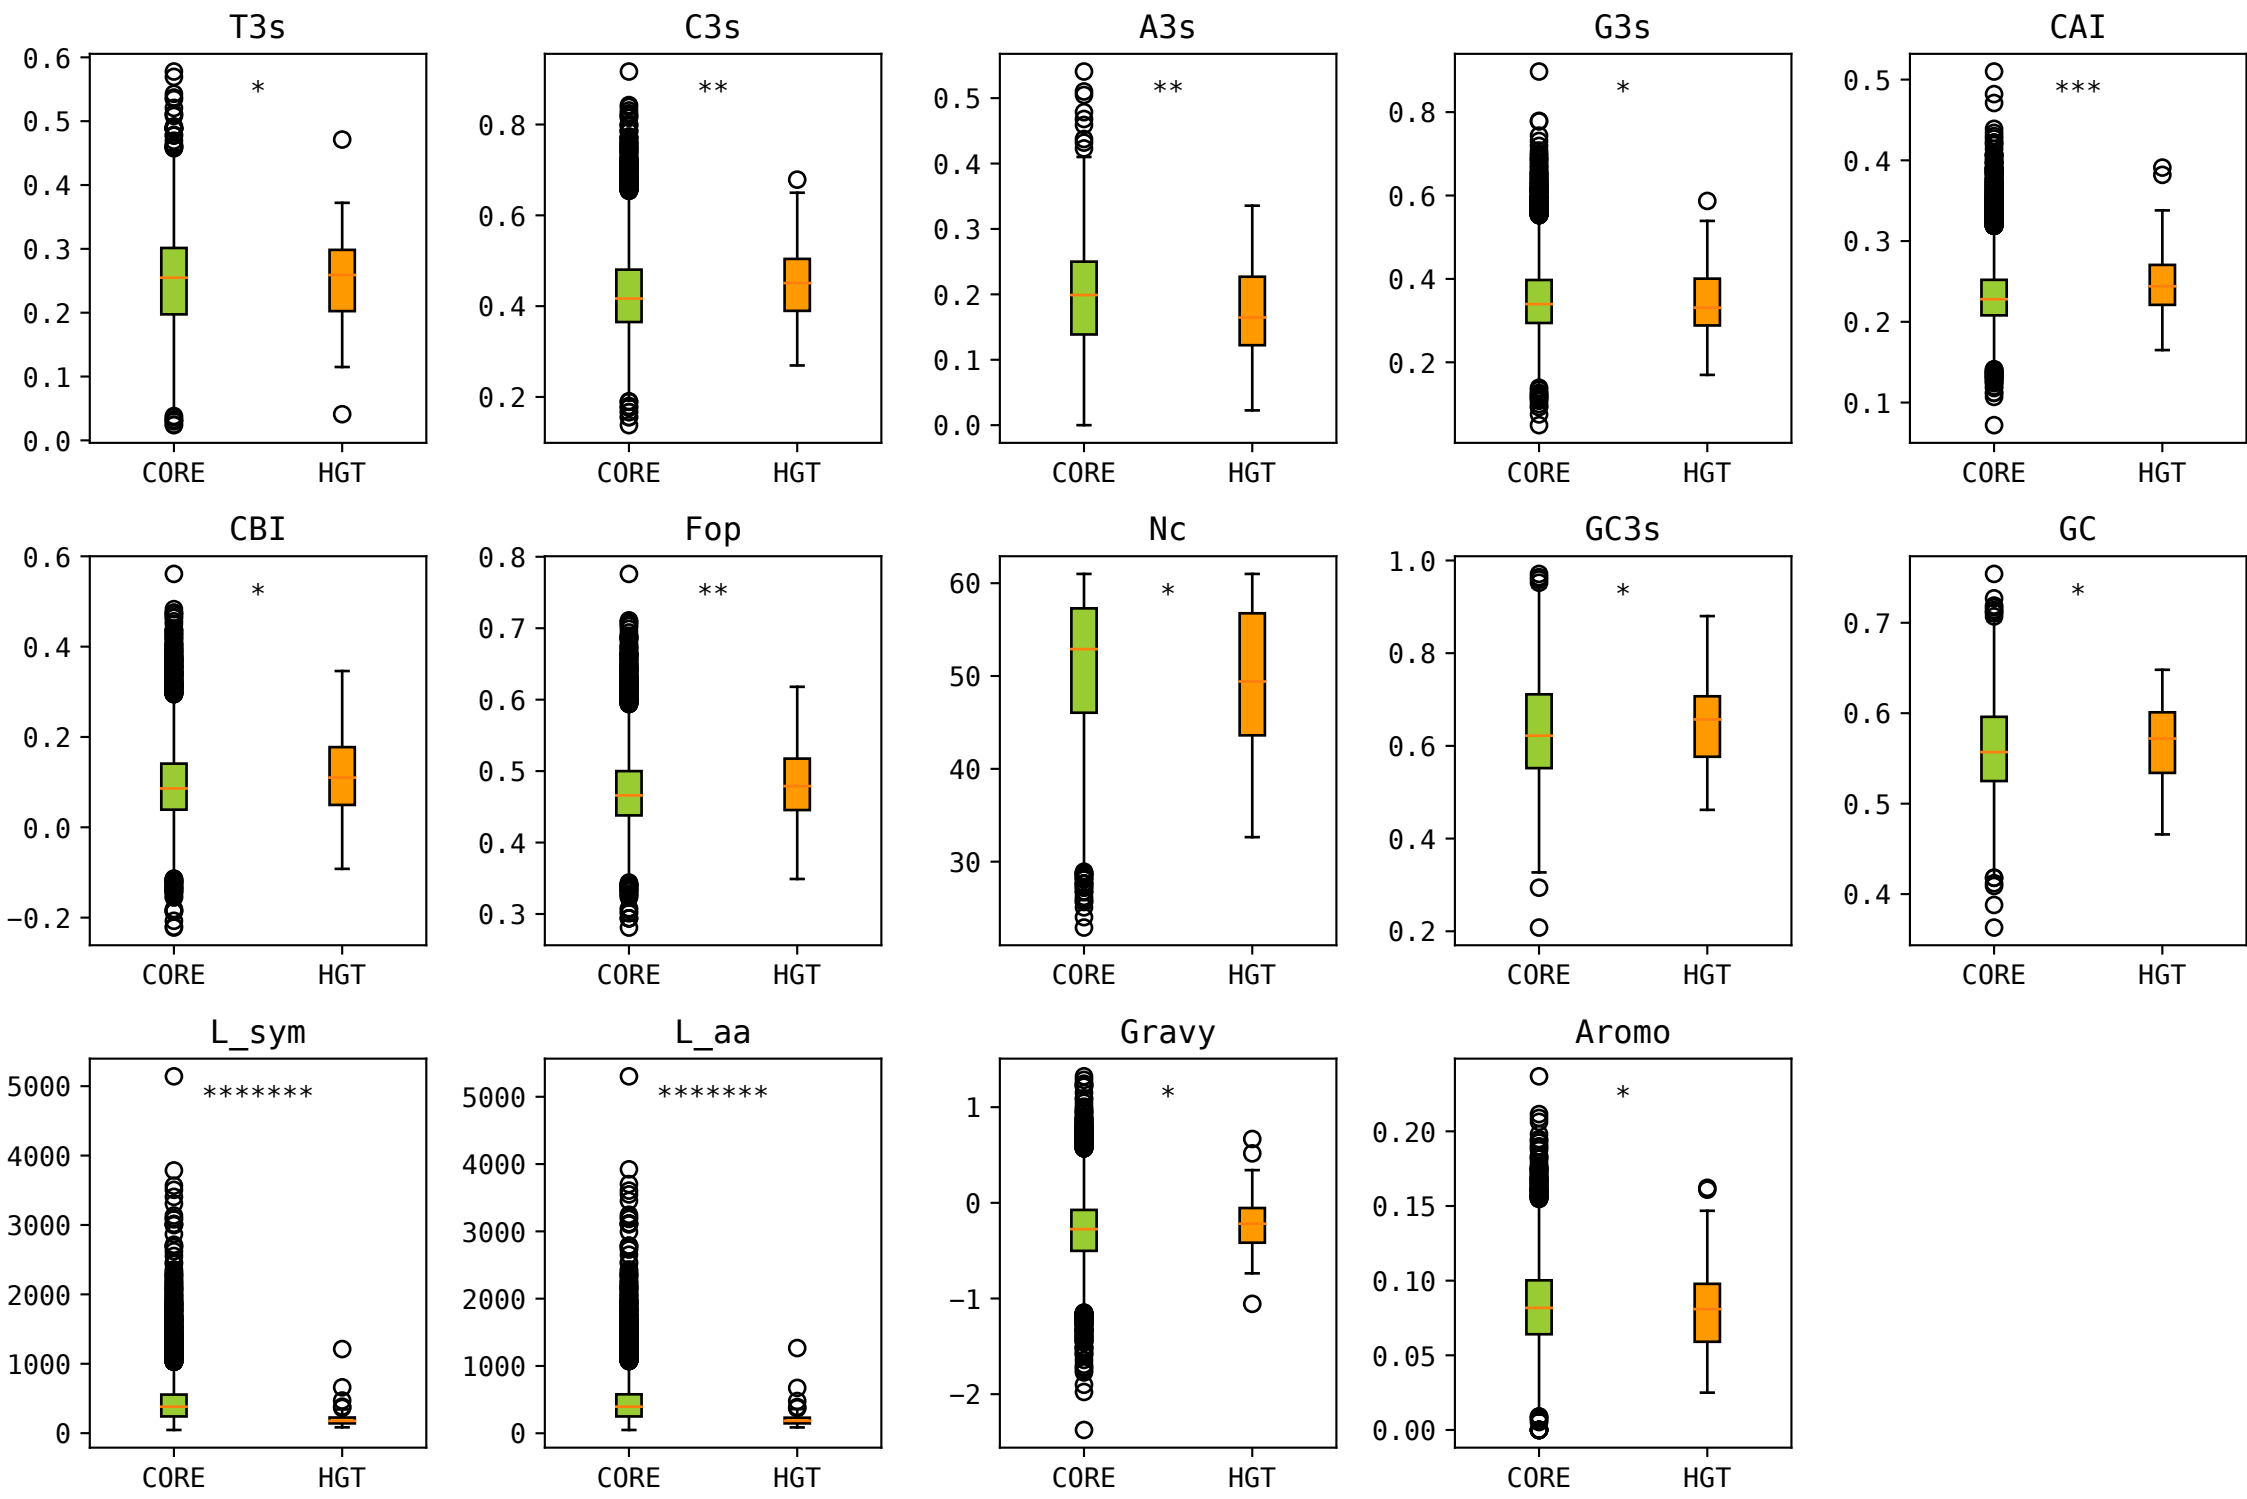 T3s
C3s
A3s
G3s
CAI
0.6
0.5
0.4
0.3
0.2
0.1
0.0
*
CORE
HGT
0.8
0.6
0.4
0.2
**
CORE
HGT
0.5
0.4
0.3
0.2
0.1
0.0
**
CORE
HGT
0.8
0.6
0.4
0.2
*
CORE
HGT
0.5
0.4
0.3
0.2
0.1
***
CORE
HGT
CBI
Fop
Nc
GC3s
GC
0.6
0.4
0.2
0.0
−0.2
*
CORE
HGT
0.8
0.7
0.6
0.5
0.4
0.3
**
CORE
HGT
60
50
40
30
*
CORE
HGT
1.0
0.8
0.6
0.4
0.2
*
CORE
HGT
0.7
0.6
0.5
0.4
*
CORE
HGT
L_sym
L_aa
Gravy
Aromo
5000
4000
3000
2000
1000
0
*******
CORE
HGT
5000
4000
3000
2000
1000
0
*******
CORE
HGT
1
0
−1
−2
*
CORE
HGT
0.20
0.15
0.10
0.05
0.00
*
CORE
HGT